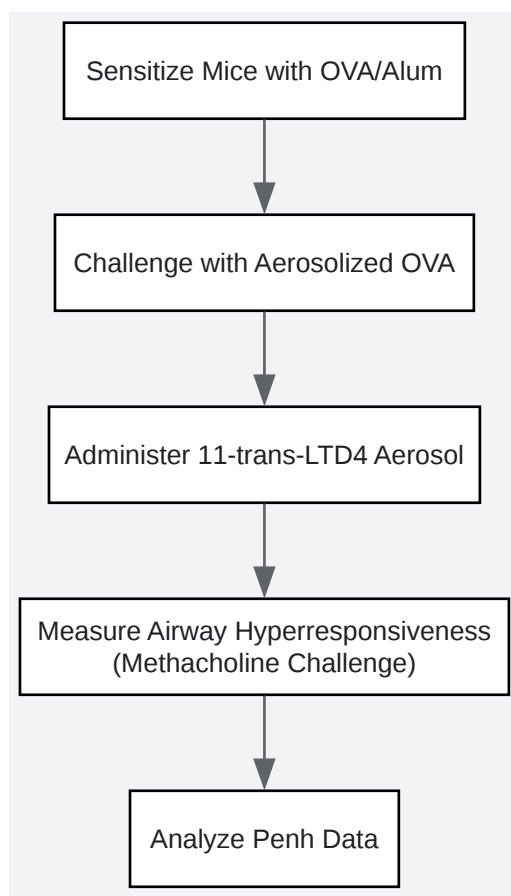 Sensitize Mice with OVA/Alum
Challenge with Aerosolized OVA
Administer 11-trans-LTD4 Aerosol
Measure Airway Hyperresponsiveness
(Methacholine Challenge)
Analyze Penh Data